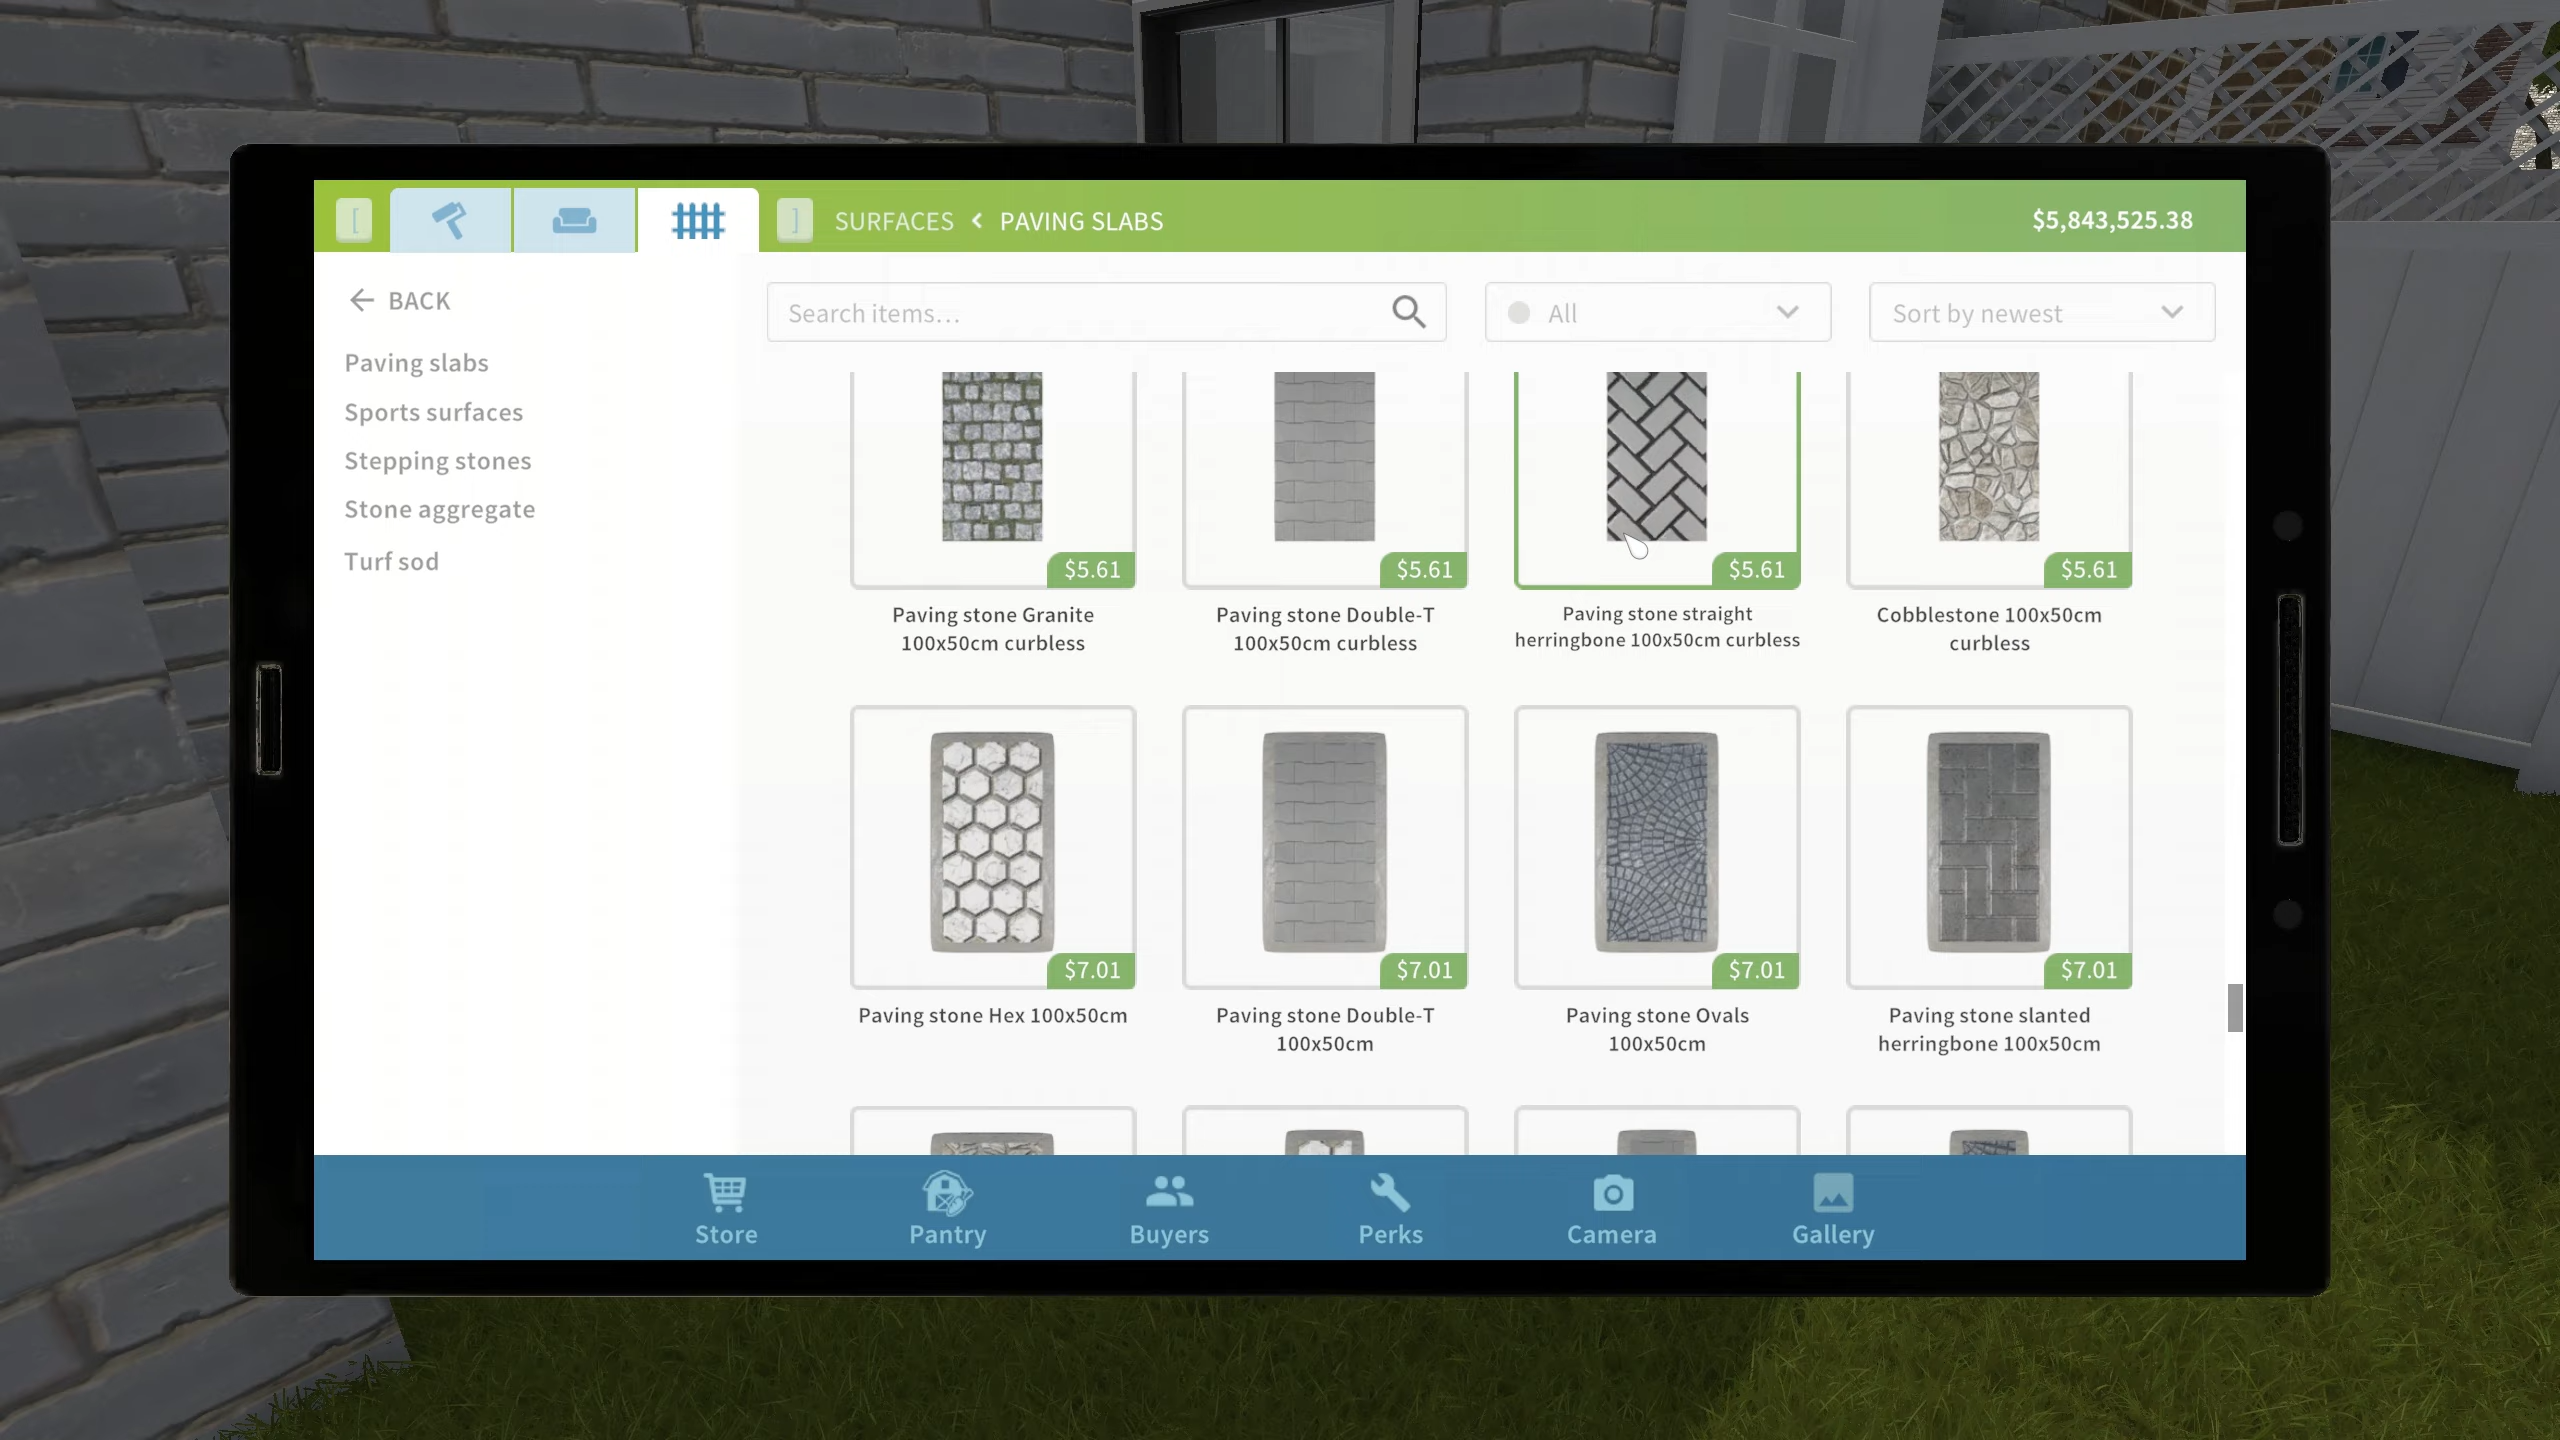 [
]
SURFACES < PAVING SLABS
$5,843,525.38
BACK
Search items...
All
Sort by newest
Paving slabs
Sports surfaces
Stepping stones
Stone aggregate
Turf sod
$5.61
$5.61
$5.61
$5.61
Paving stone Granite
100x50cm curbless
Paving stone Double-T
100x50cm curbless
Paving stone straight
herringbone 100x50cm curbless
Cobblestone 100x50cm
curbless
$7.01
$7.01
$7.01
$7.01
Paving stone Hex 100x50cm
Paving stone Double-T
100x50cm
Paving stone Ovals
100x50cm
Paving stone slanted
herringbone 100x50cm
Store
Pantry
Buyers
Perks
Camera
Gallery